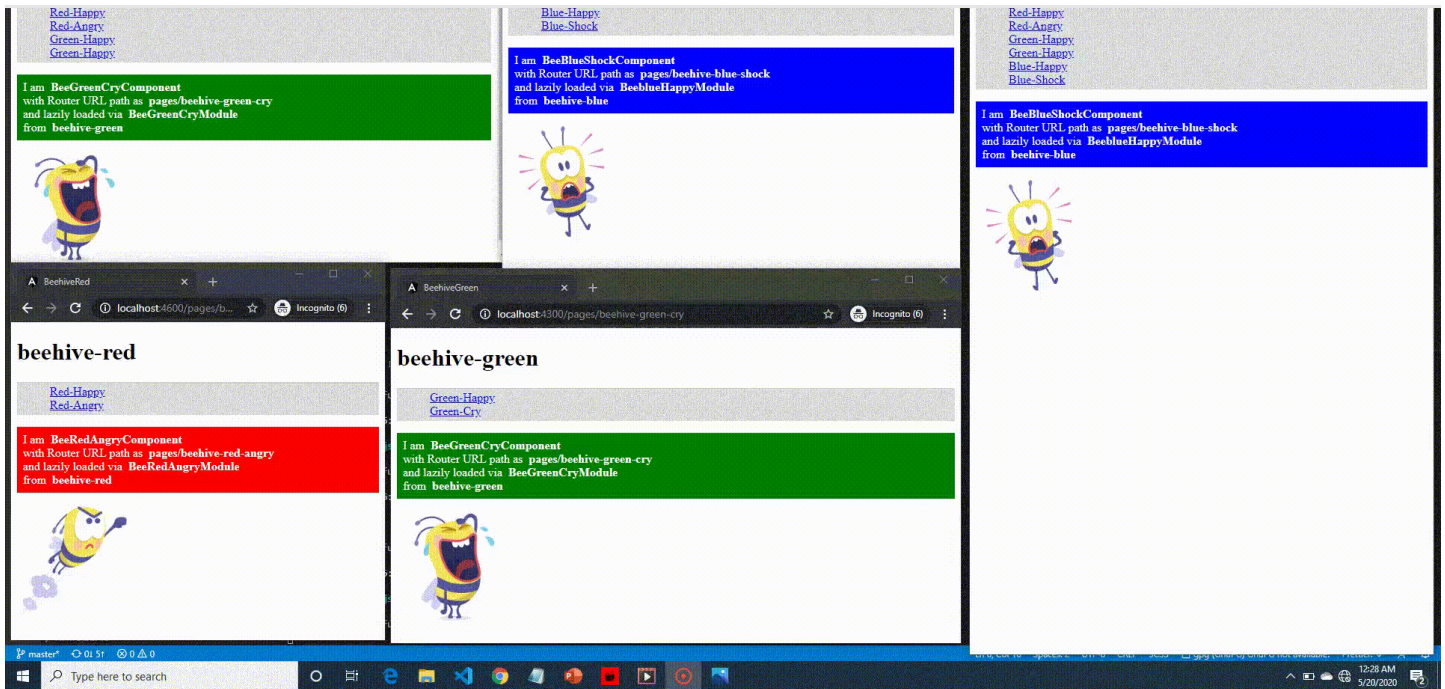 Red-Happy
Red-Angry
Green-Happy
Green-Happy
I am BeeGreenCryComponent
with Router URL path as pages/beehive-green-cry
and lazily loaded via BeeGreenCryModule
from beehive-green
Blue-Happy
Blue-Shock
I am BeeBlueShockComponent
with Router URL path as pages/beehive-blue-shock
and lazily loaded via BeeblueHappyModule
from beehive-blue
Red-Happy
Red-Angry
Green-Happy
Green-Happy
Blue-Happy
Blue-Shock
I am BeeBlueShockComponent
with Router URL path as pages/beehive-blue-shock
and lazily loaded via BeeblueHappyModule
from beehive-blue
BeehiveRed
localhost:4600/pages/b... Incognito (6)
beehive-red
Red-Happy
Red-Angry
I am BeeRedAngryComponent
with Router URL path as pages/beehive-red-angry
and lazily loaded via BeeRedAngryModule
from beehive-red
BeehiveGreen
localhost:4300/pages/beehive-green-cry Incognito (6)
beehive-green
Green-Happy
Green-Cry
I am BeeGreenCryComponent
with Router URL path as pages/beehive-green-cry
and lazily loaded via BeeGreenCryModule
from beehive-green
master* 0↓ 5↑ 0 0
Type here to search
12:28 AM
5/20/2020